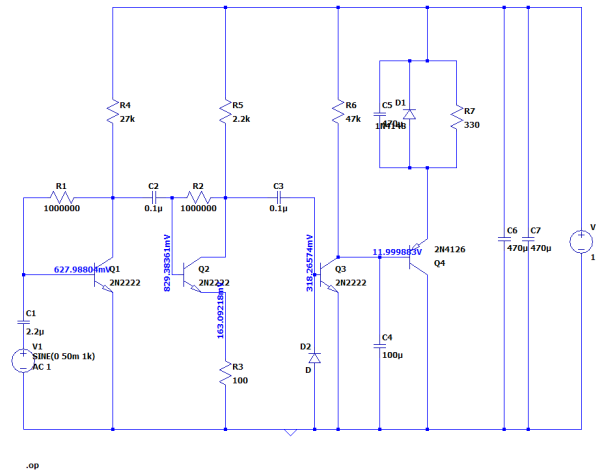 R4
27k
R5
2.2k
R6
47k
C5
470µ
D1
1N4148
R7
330
R1
1000000
C2
0.1µ
R2
1000000
C3
0.1µ
627.98804mV
Q1
2N2222
829.38361mV
Q2
2N2222
163.09218mV
318.26574mV
Q3
2N2222
11.999883V
2N4126
Q4
C6
470µ
C7
470µ
V
1
C1
2.2µ
V1
SINE(0 50m 1k)
AC 1
R3
100
D2
D
C4
100µ
.op